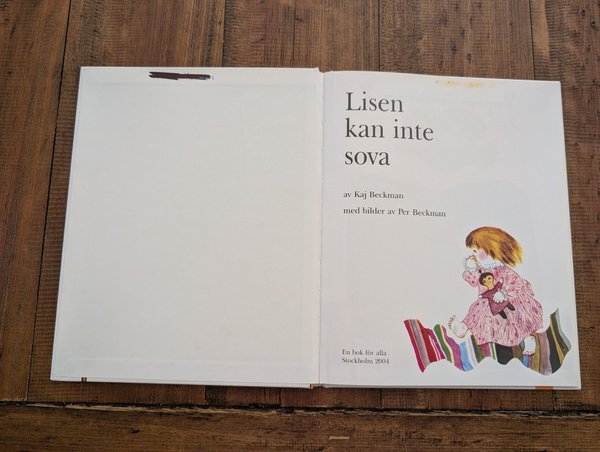 Lisen
kan inte
sova
av Kaj Beckman
med bilder av Per Beckman
En bok för alla
Stockholm 2004